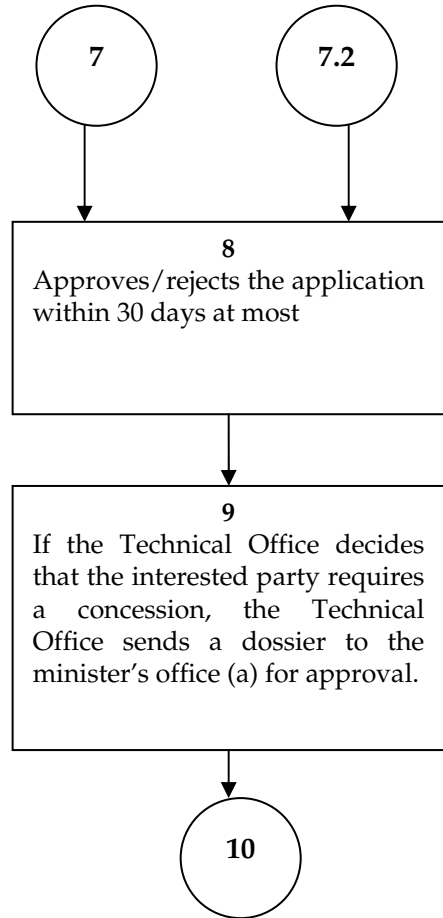 7 7.2
8
Approves/rejects the application
within 30 days at most
9
If the Technical Office decides
that the interested party requires
a concession, the Technical
Office sends a dossier to the
minister’s office (a) for approval.
10